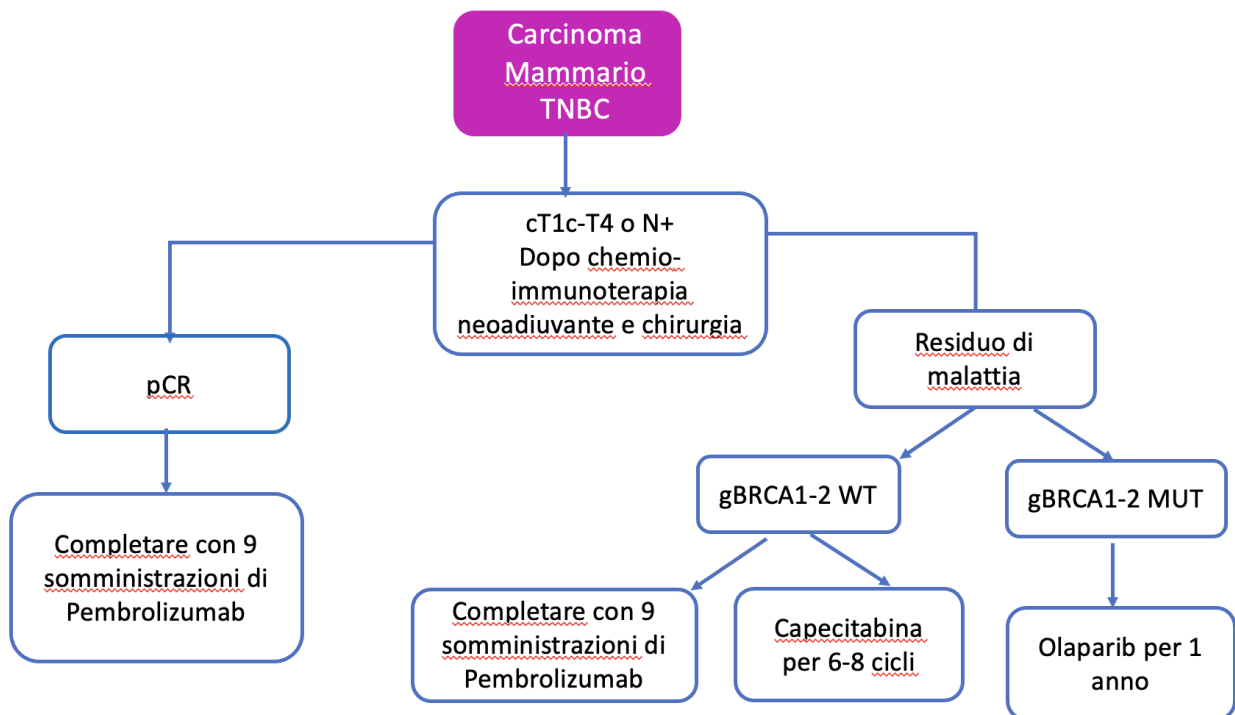 Carcinoma
Mammario
TNBC
cT1c-T4 o N+
Dopo chemio-
immunoterapia
neoadiuvante e chirurgia
pCR
Residuo di
malattia
gBRCA1-2 WT
gBRCA1-2 MUT
Completare con 9
somministrazioni di
Pembrolizumab
Completare con 9
somministrazioni di
Pembrolizumab
Capecitabina
per 6-8 cicli
Olaparib per 1
anno